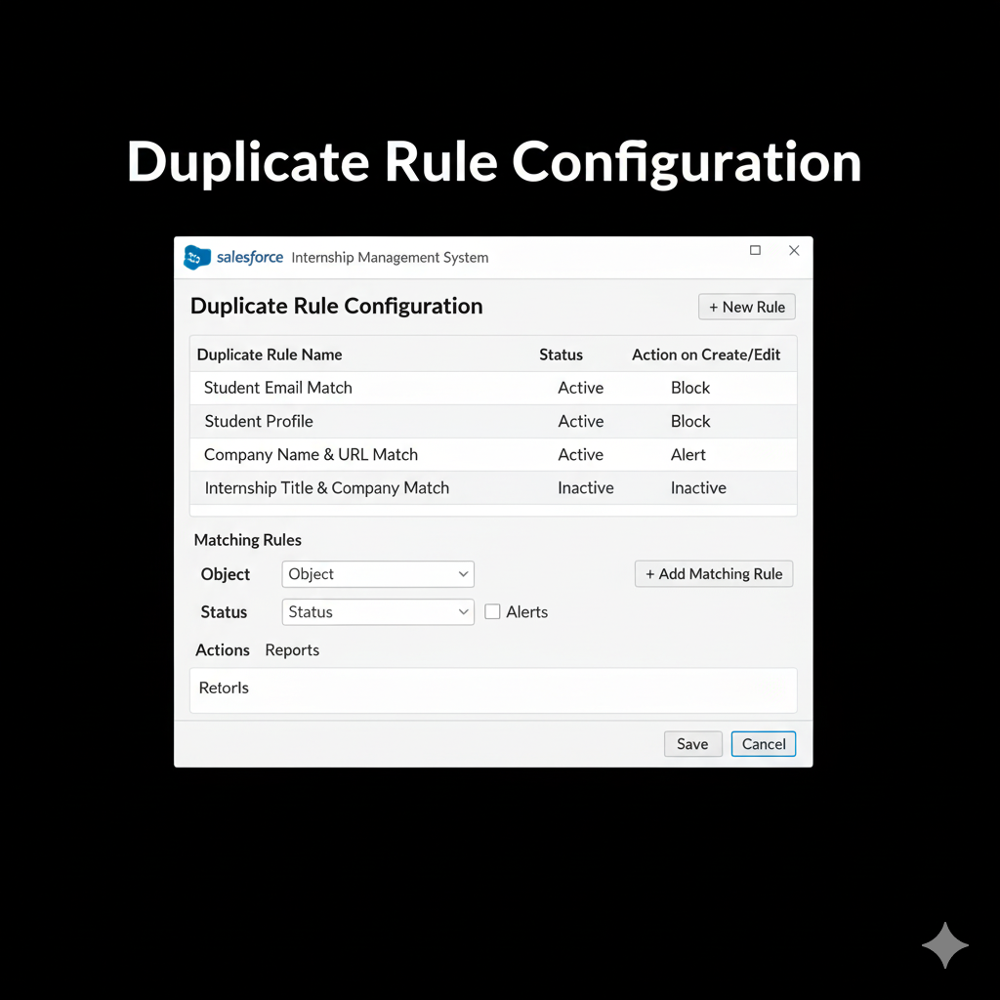 Duplicate Rule Configuration
salesforce Internship Management System
Duplicate Rule Configuration
+ New Rule
Duplicate Rule Name Status Action on Create/Edit
Student Email Match Active Block
Student Profile Active Block
Company Name & URL Match Active Alert
Internship Title & Company Match Inactive Inactive
Matching Rules
Object Object + Add Matching Rule
Status Status Alerts
Actions Reports
Retorls
Save Cancel